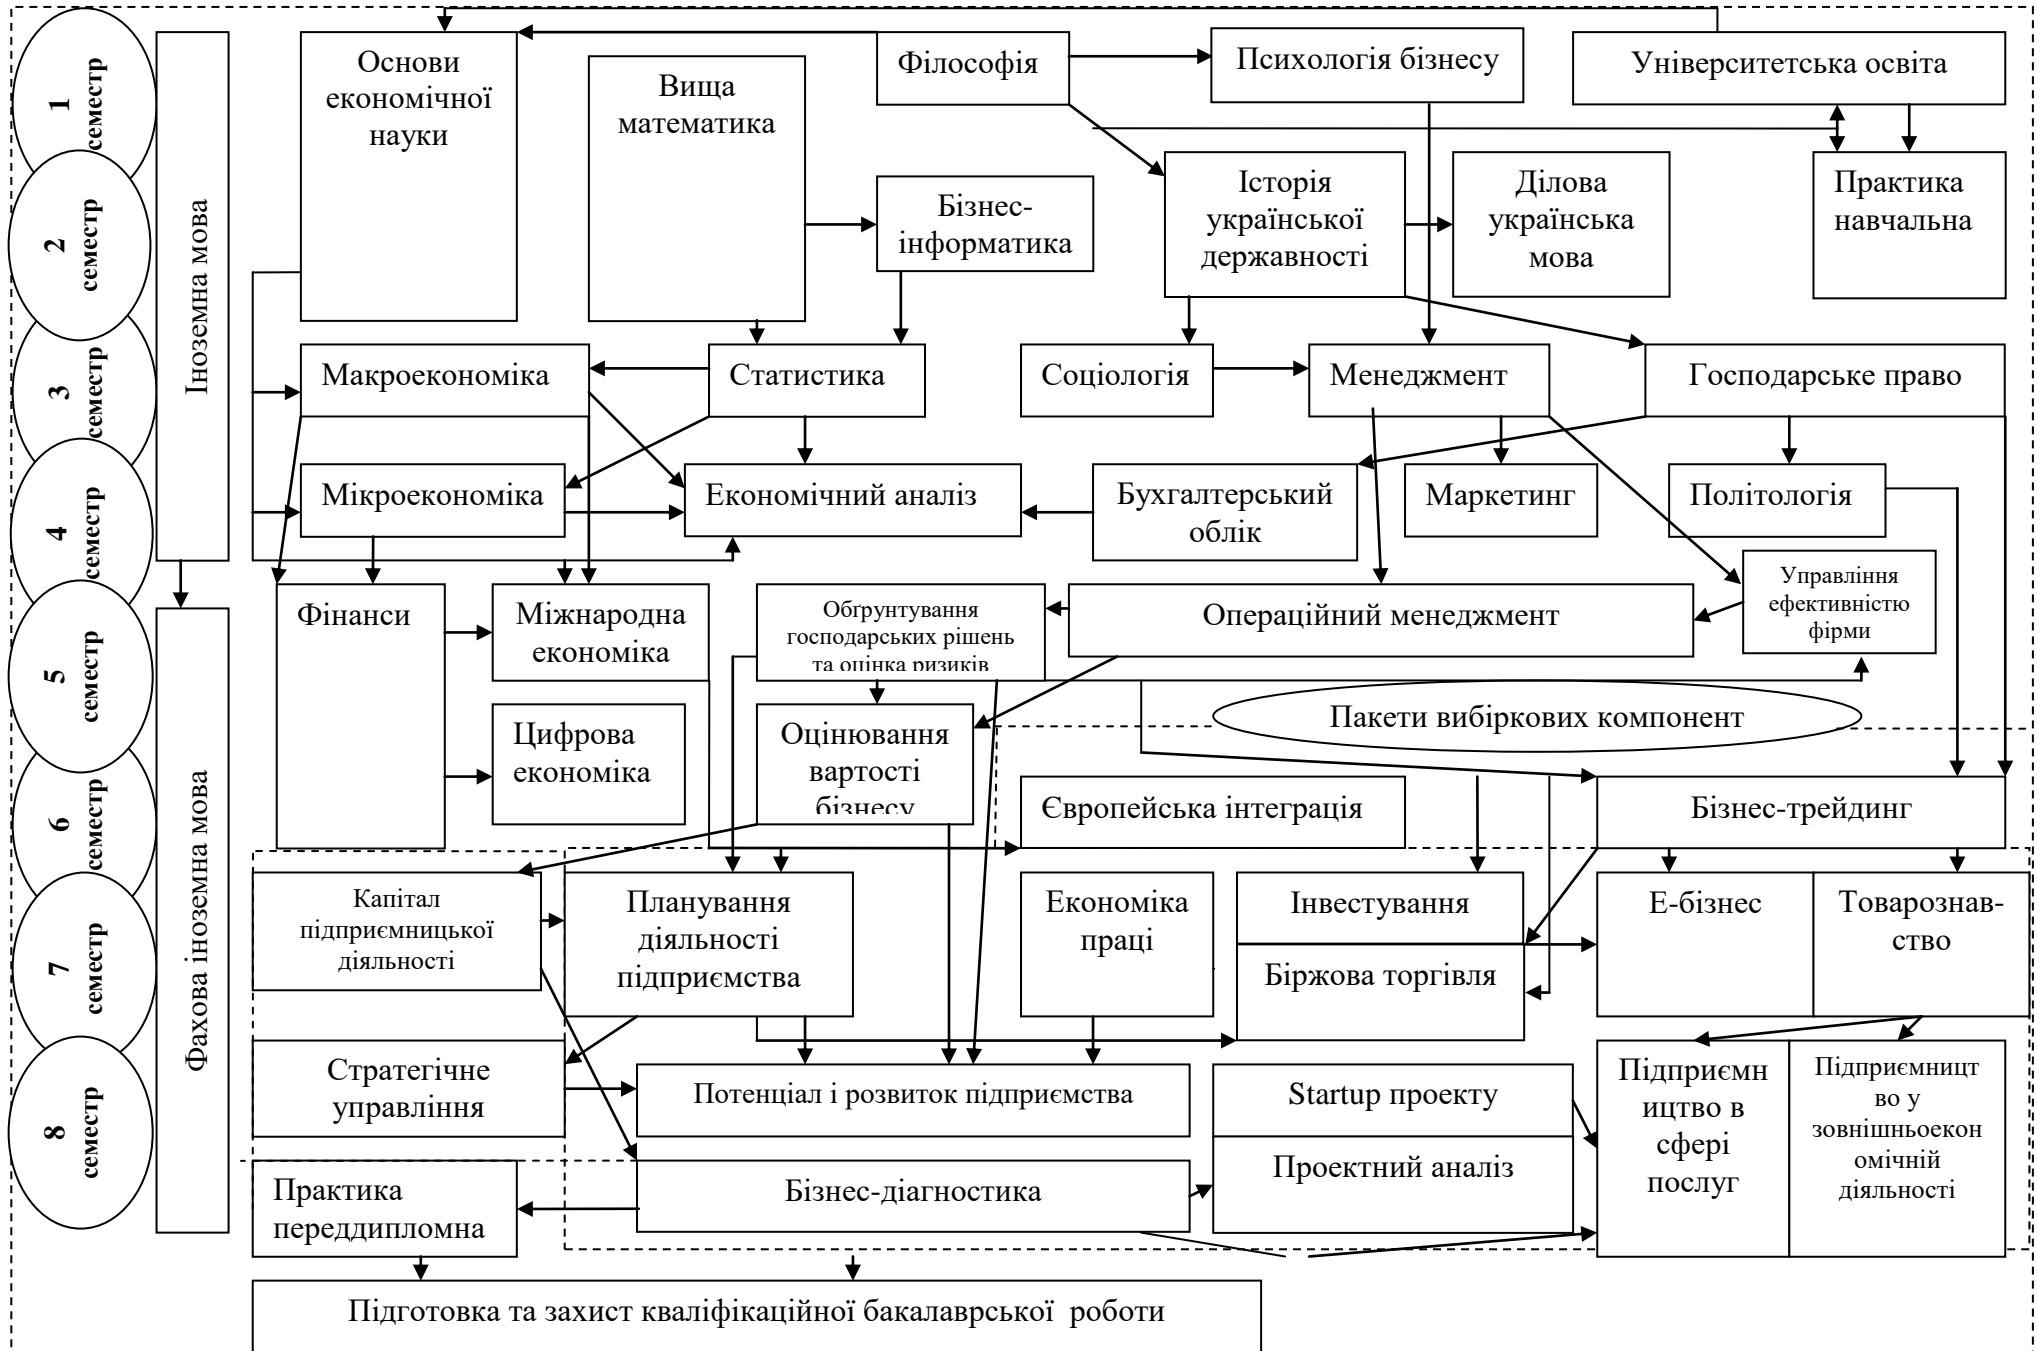 1
семестр
2
семестр
3
семестр
4
семестр
5
семестр
6
семестр
7
семестр
8
семестр
Іноземна мова
Фахова іноземна мова
Основи
економічної
науки
Вища
математика
Філософія
Психологія бізнесу
Університетська освіта
Бізнес-
інформатика
Історія
української
державності
Ділова
українська
мова
Практика
навчальна
Макроекономіка
Статистика
Соціологія
Менеджмент
Господарське право
Мікроекономіка
Економічний аналіз
Бухгалтерський
облік
Маркетинг
Політологія
Фінанси
Міжнародна
економіка
Обґрунтування
господарських рішень
та оцінка ризиків
Операційний менеджмент
Управління
ефективністю
фірми
Цифрова
економіка
Оцінювання
вартості
бізнесу
Пакети вибіркових компонент
Європейська інтеграція
Бізнес-трейдинг
Капітал
підприємницької
діяльності
Планування
діяльності
підприємства
Економіка
праці
Інвестування
Біржова торгівля
Е-бізнес
Товарознав-
ство
Стратегічне
управління
Потенціал і розвиток підприємства
Startup проекту
Проектний аналіз
Підприємн
ицтво в
сфері
послуг
Підприємницт
во у
зовнішньоекон
омічній
діяльності
Практика
переддипломна
Бізнес-діагностика
Підготовка та захист кваліфікаційної бакалаврської роботи